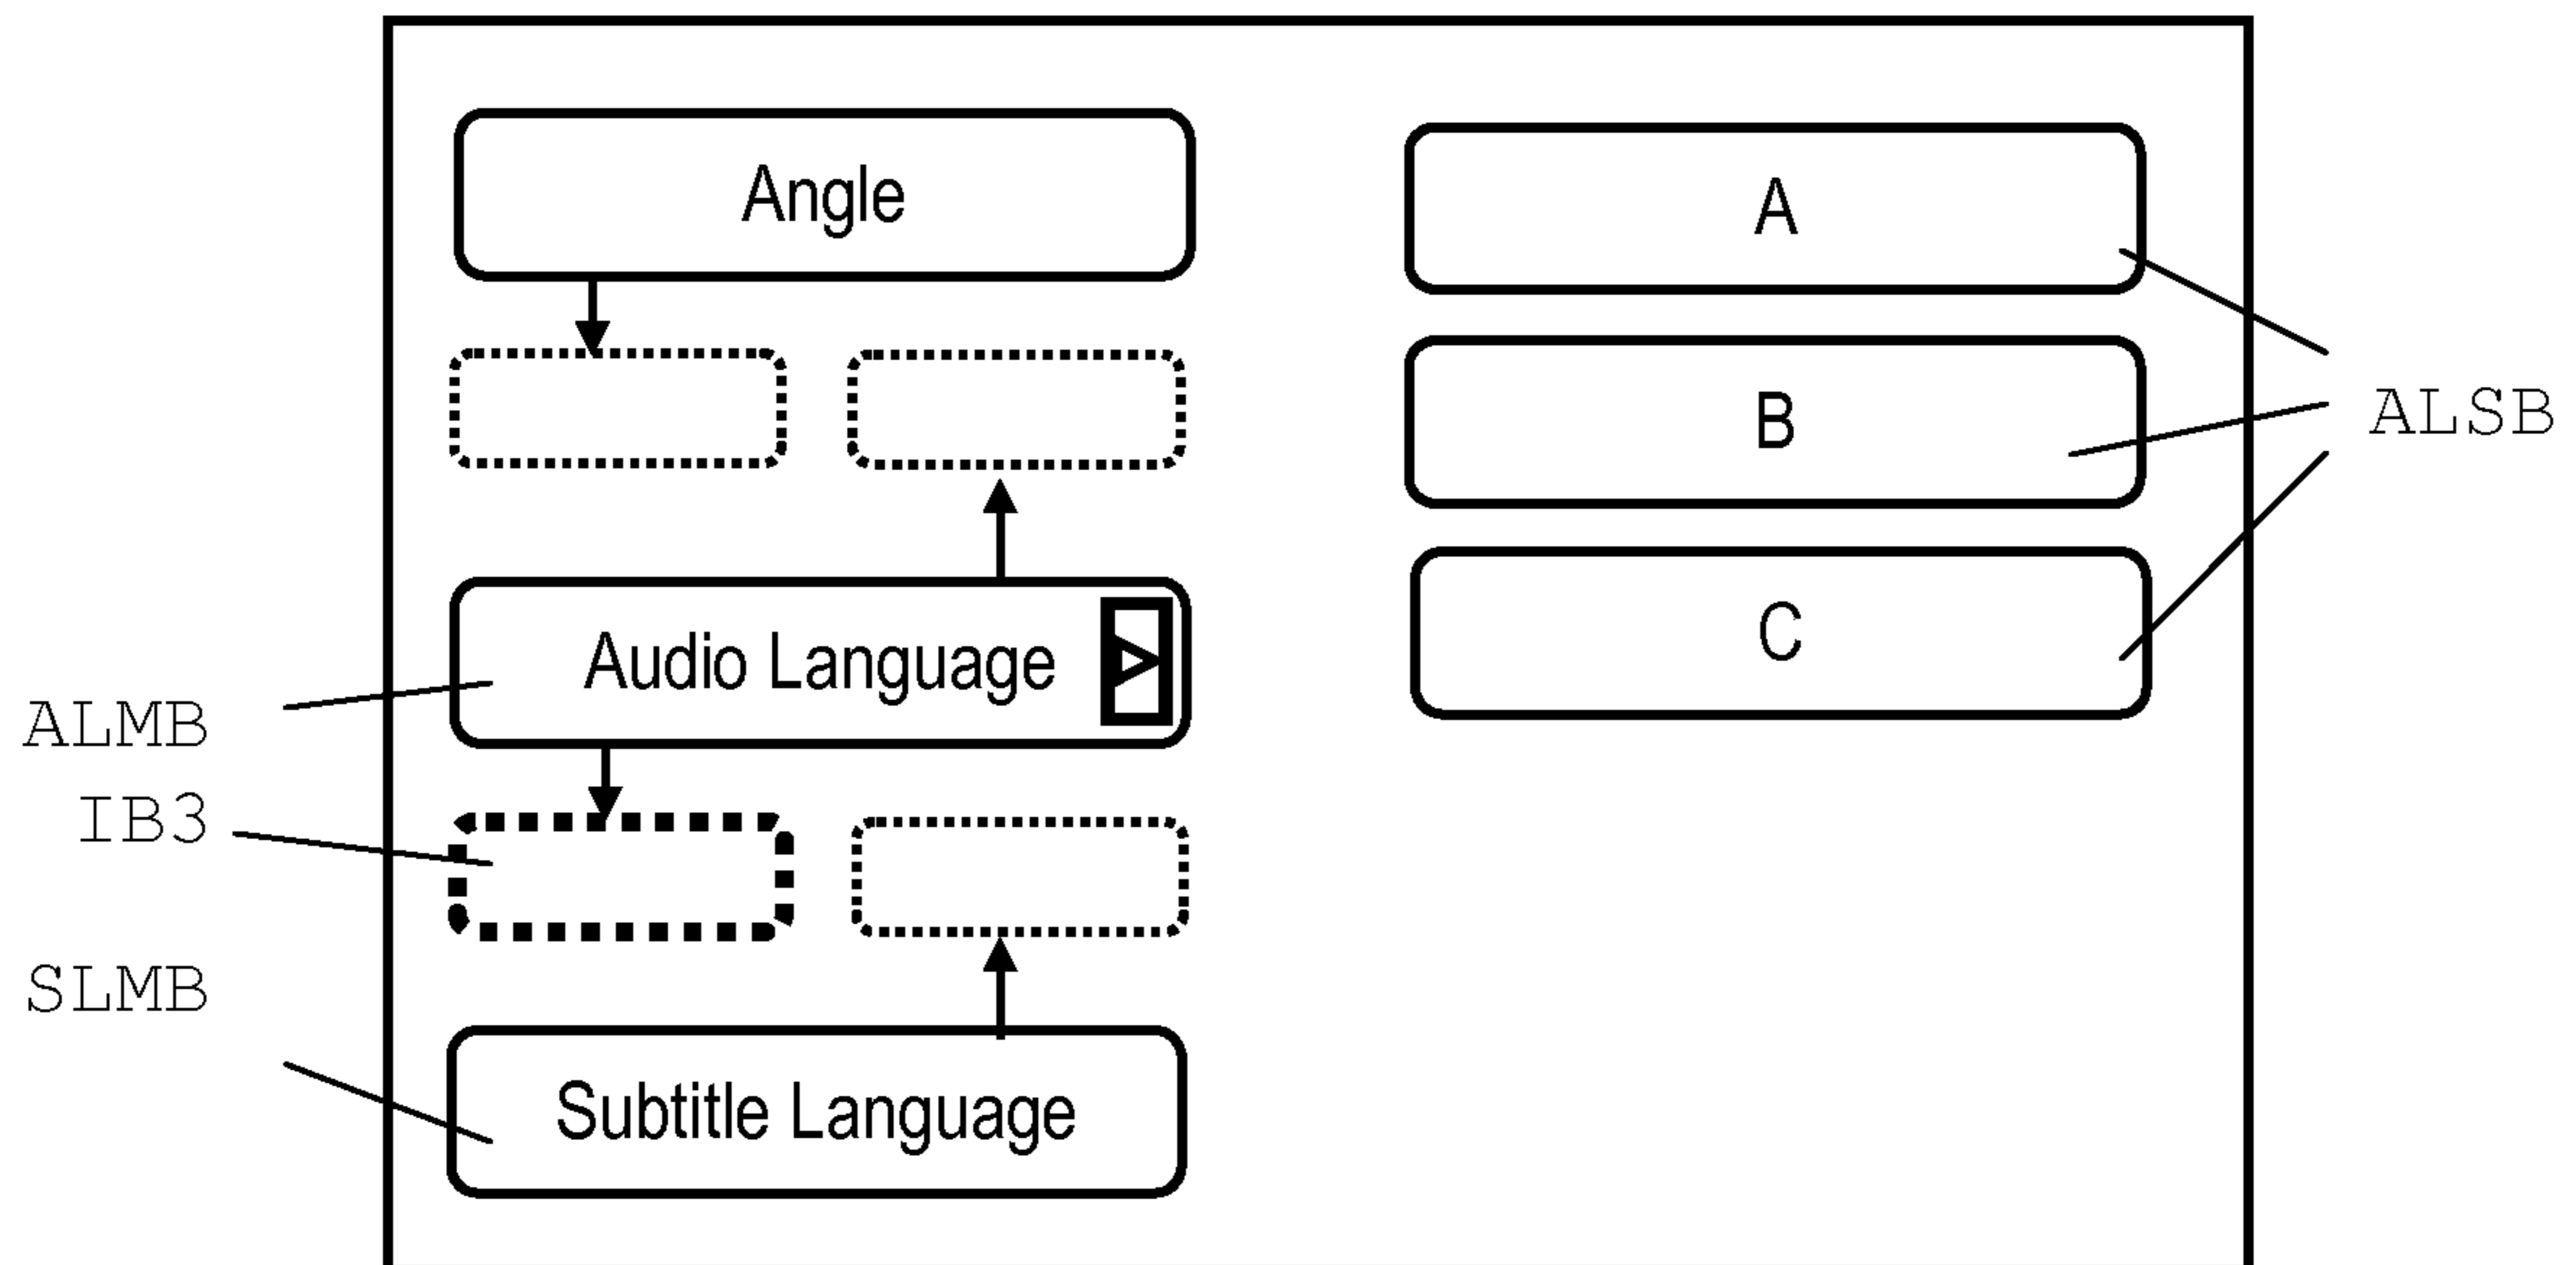 Angle
A
B
ALSB
Audio Language
C
ALMB
IB3
SLMB
Subtitle Language